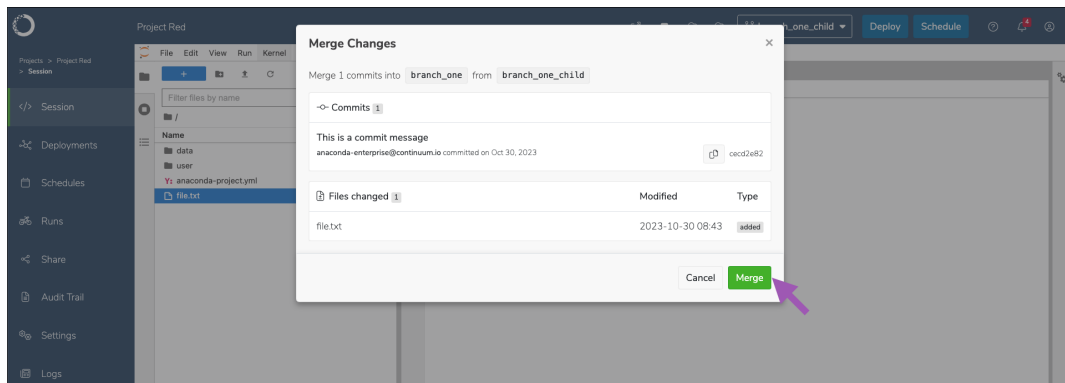 Project Red
h_one_child
Deploy
Schedule
4
Projects > Project Red
> Session
File Edit View Run Kernel
Filter files by name
/
Name
data
user
Y: anaconda-project.yml
file.txt
</> Session
Deployments
Schedules
Runs
Share
Audit Trail
Settings
Logs
Merge Changes
×
Merge 1 commits into branch_one from branch_one_child
Commits 1
This is a commit message
anaconda-enterprise@continuum.io committed on Oct 30, 2023
cecd2e82
Files changed 1 Modified Type
file.txt 2023-10-30 08:43 added
Cancel Merge